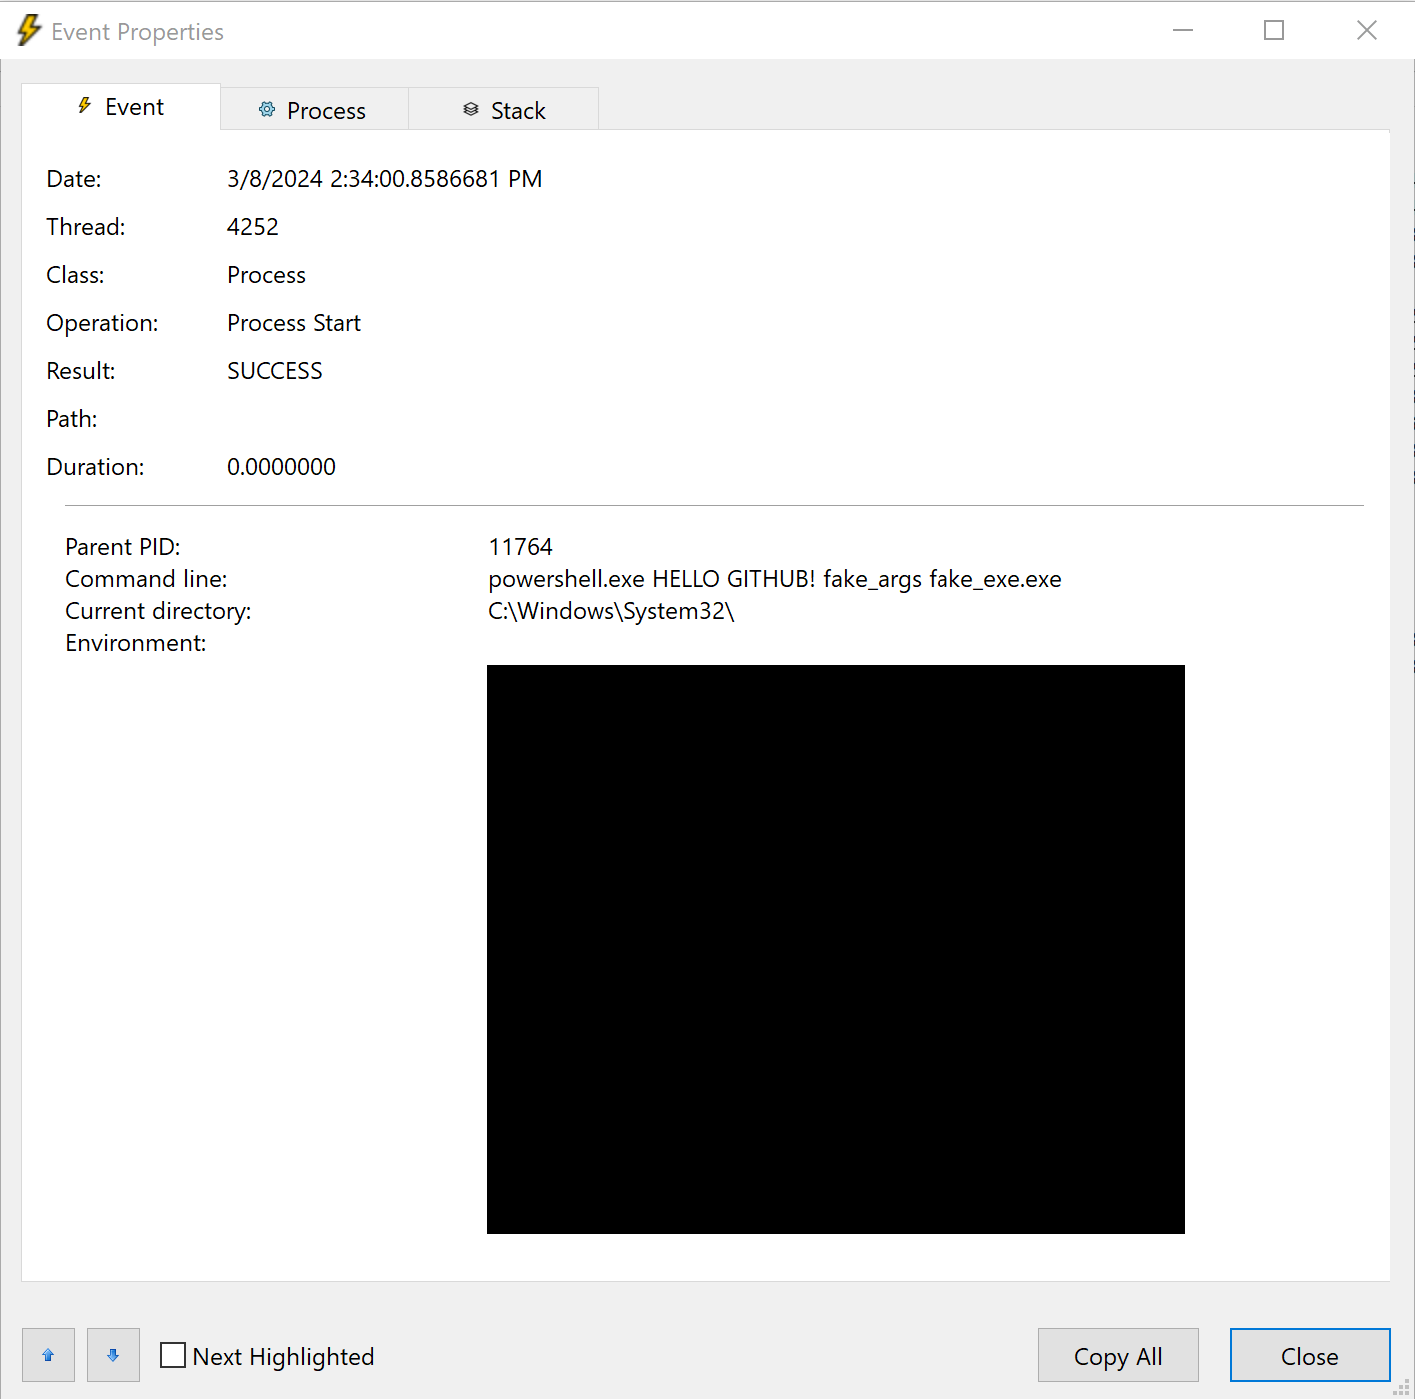 Event Properties
Event Process Stack
Date: 3/8/2024 2:34:00.8586681 PM
Thread: 4252
Class: Process
Operation: Process Start
Result: SUCCESS
Path:
Duration: 0.0000000
Parent PID: 11764
Command line: powershell.exe HELLO GITHUB! fake_args fake_exe.exe
Current directory: C:\Windows\System32\
Environment:
Next Highlighted Copy All Close